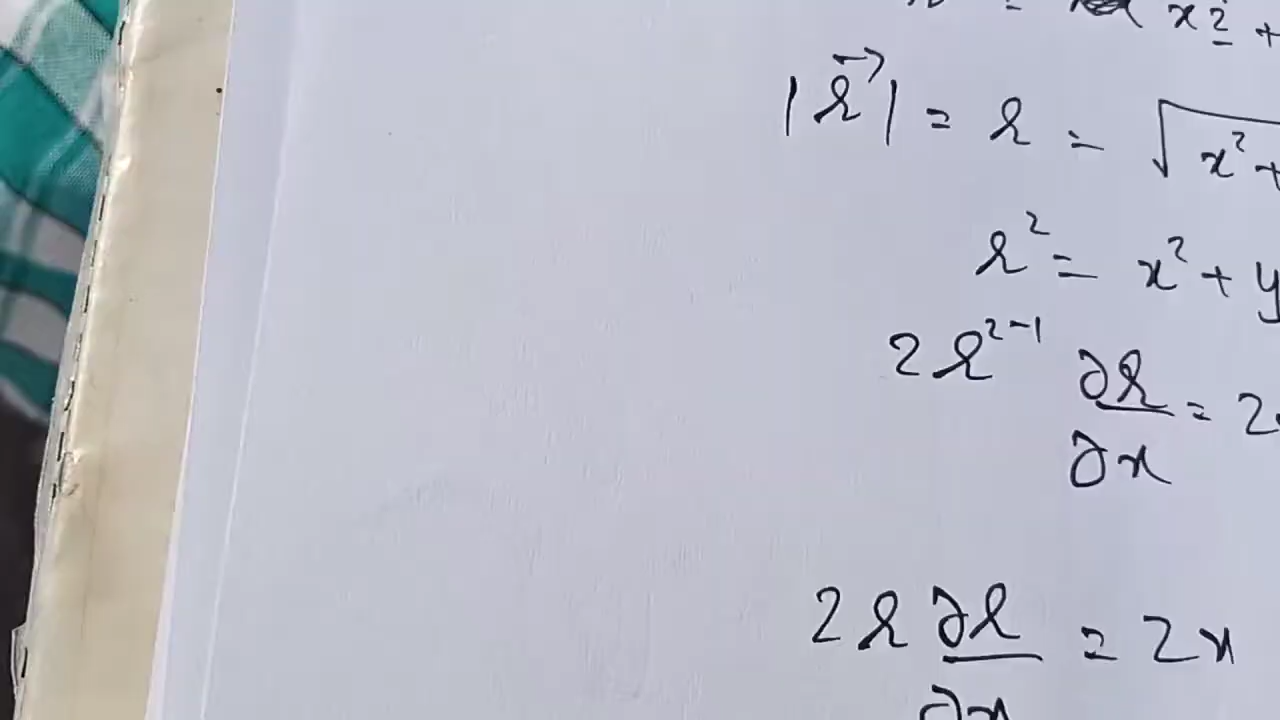 x2 +
|r⃗| = r = √x² +
r² = x² + y
2r²⁻¹ ∂r/∂x = 2
2r ∂r/∂x = 2x